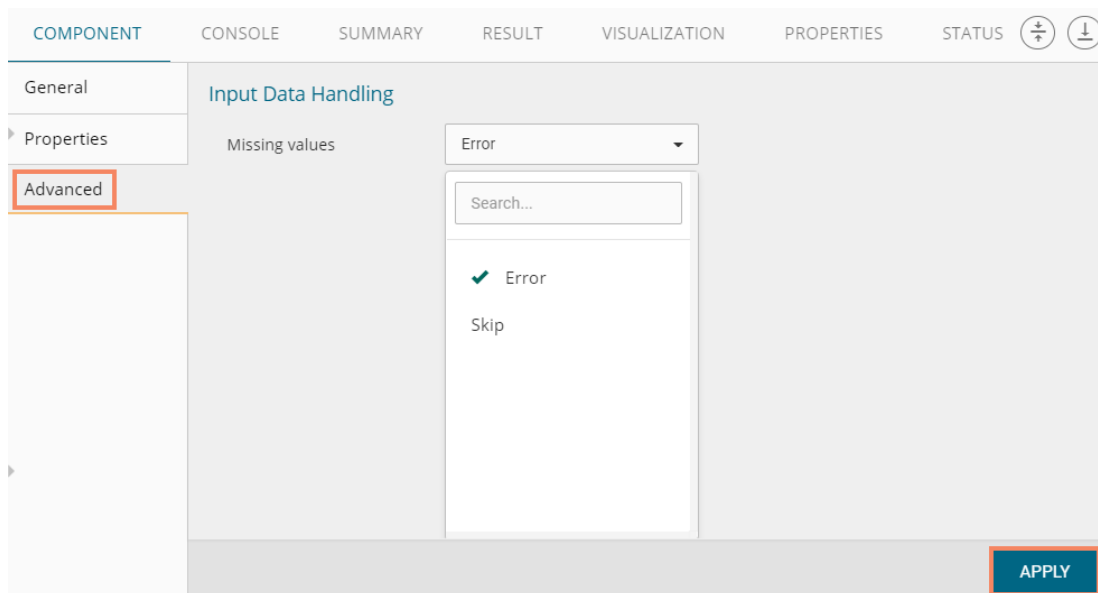 COMPONENT CONSOLE SUMMARY RESULT VISUALIZATION PROPERTIES STATUS
General
Input Data Handling
Properties
Missing values
Error
Advanced
Search...
Error
Skip
APPLY